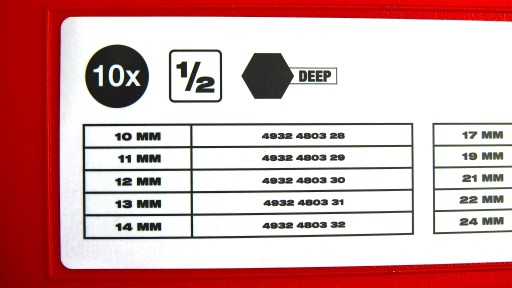 10x 1/2 DEEP
10 MM 4932 4803 28 17 MM
11 MM 4932 4803 29 19 MM
12 MM 4932 4803 30 21 MM
13 MM 4932 4803 31 22 MM
14 MM 4932 4803 32 24 MM